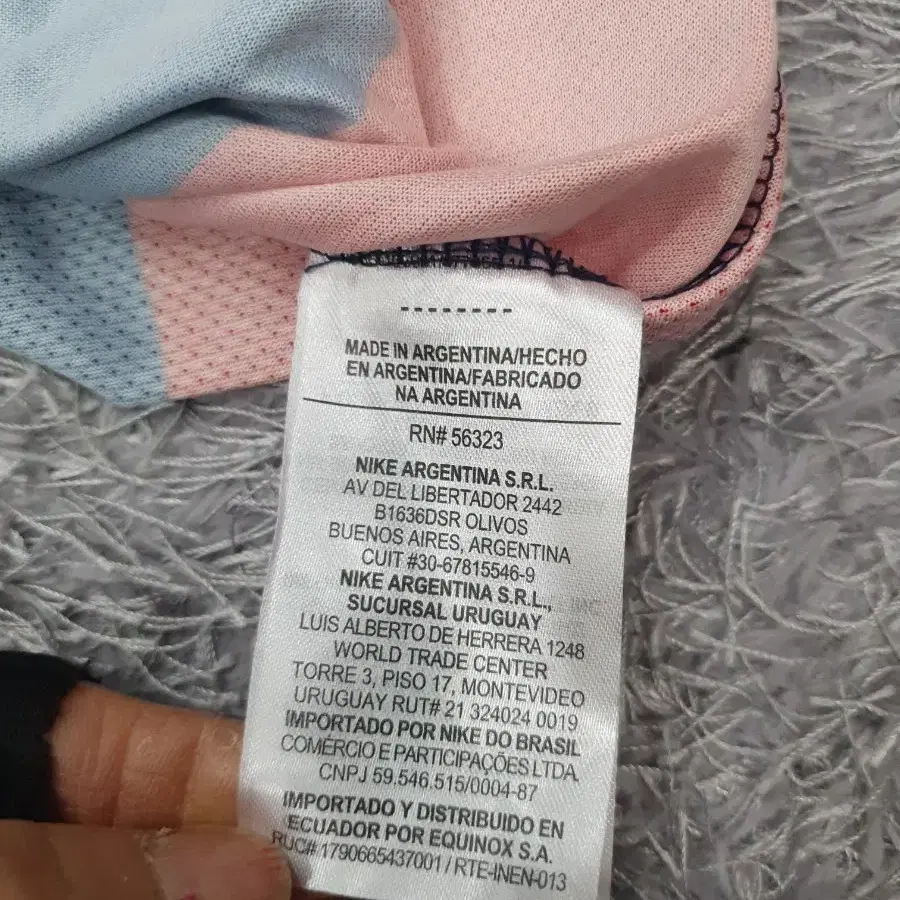 --------
MADE IN ARGENTINA/HECHO
EN ARGENTINA/FABRICADO
NA ARGENTINA
RN# 56323
NIKE ARGENTINA S.R.L.
AV DEL LIBERTADOR 2442
B1636DSR OLIVOS
BUENOS AIRES, ARGENTINA
CUIT #30-67815546-9
NIKE ARGENTINA S.R.L.,
SUCURSAL URUGUAY
LUIS ALBERTO DE HERRERA 1248
WORLD TRADE CENTER
TORRE 3, PISO 17, MONTEVIDEO
URUGUAY RUT# 21 324024 0019
IMPORTADO POR NIKE DO BRASIL
COMÉRCIO E PARTICIPAÇÕES LTDA
CNPJ 59.546.515/0004-87
IMPORTADO Y DISTRIBUIDO EN
ECUADOR POR EQUINOX S.A.
RUC# 1790665437001 / RTE-INEN-013